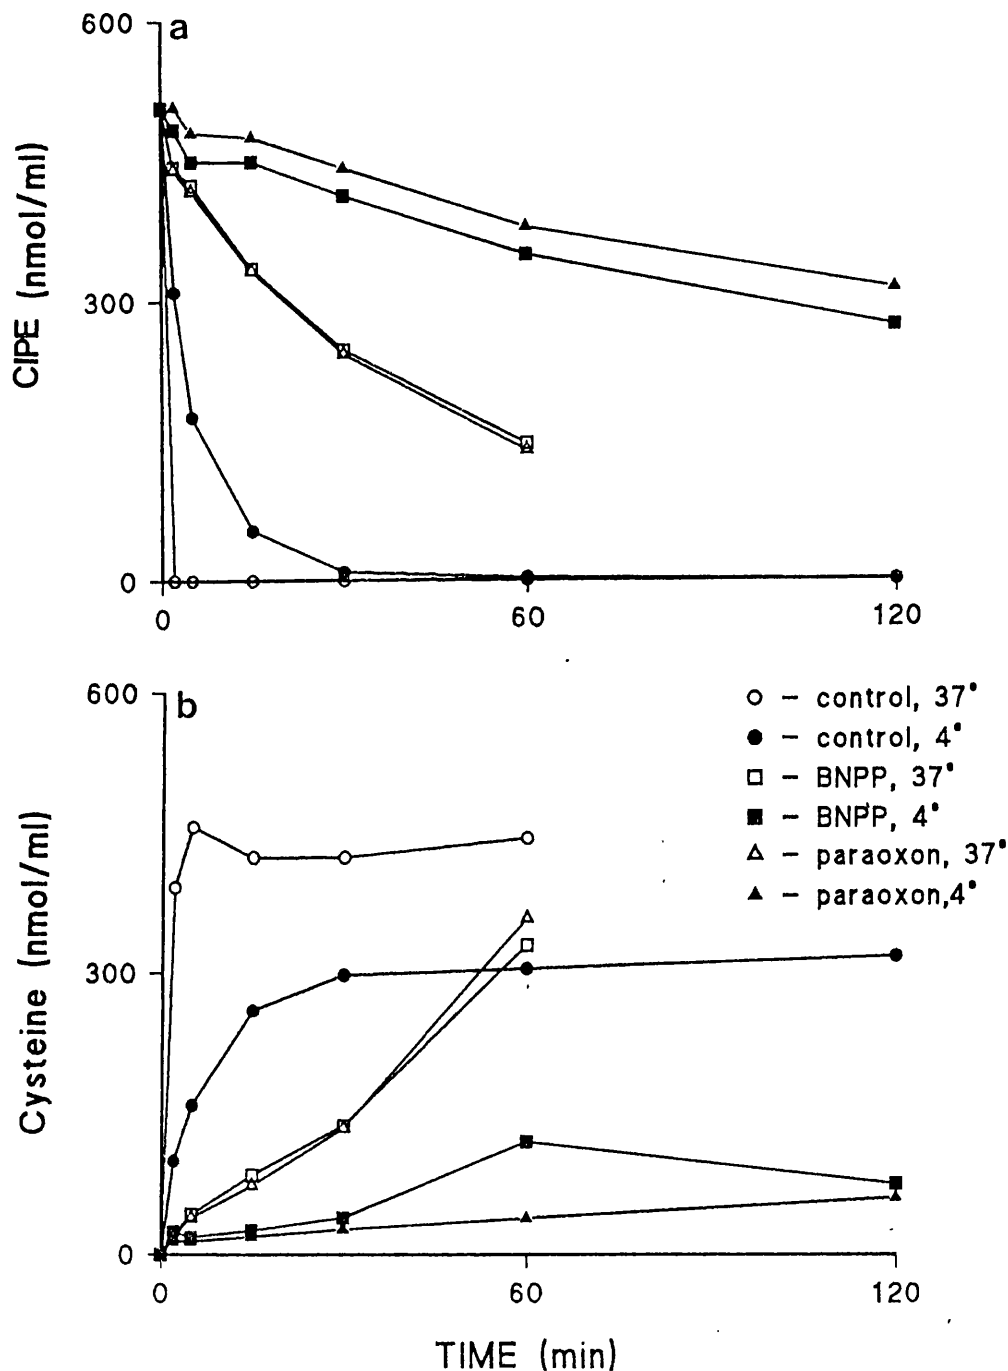 600
a
300
0
CIPE (nmol/ml)
0
60
120
600
b
300
0
Cysteine (nmol/ml)
○ – control, 37°
● – control, 4°
□ – BNPP, 37°
■ – BNPP, 4°
△ – paraoxon, 37°
▲ – paraoxon,4°
0
60
120
TIME (min)